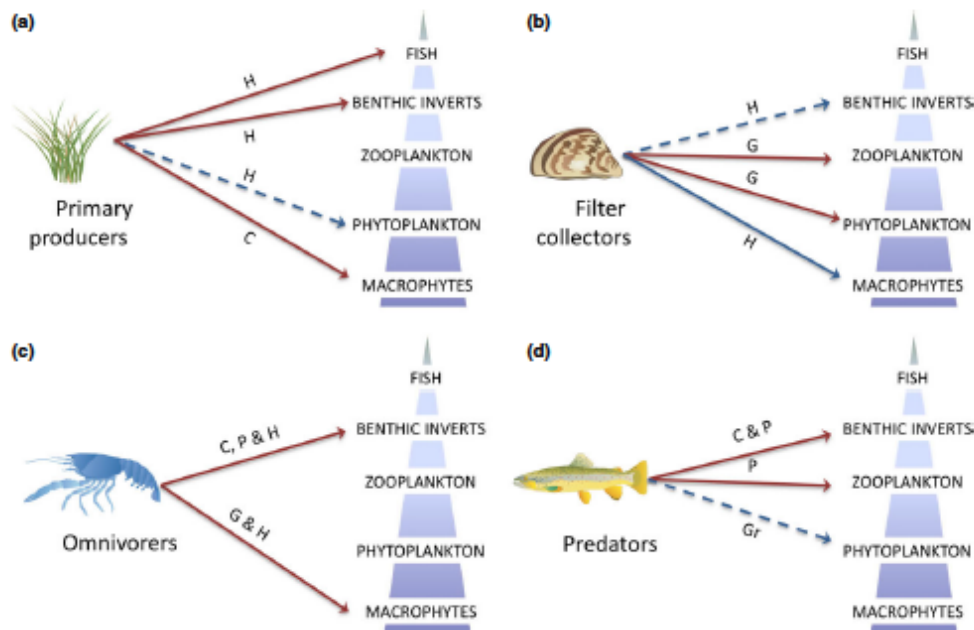 (a)
FISH
H
BENTHIC INVERTS
H
ZOOPLANKTON
H
Primary
producers
PHYTOPLANKTON
C
MACROPHYTES
(b)
FISH
H
BENTHIC INVERTS
G
ZOOPLANKTON
G
Filter
collectors
PHYTOPLANKTON
H
MACROPHYTES
(c)
FISH
C, P & H
BENTHIC INVERTS
ZOOPLANKTON
G & H
Omnivorers
PHYTOPLANKTON
MACROPHYTES
(d)
FISH
C & P
BENTHIC INVERTS
P
ZOOPLANKTON
Gr
Predators
PHYTOPLANKTON
MACROPHYTES